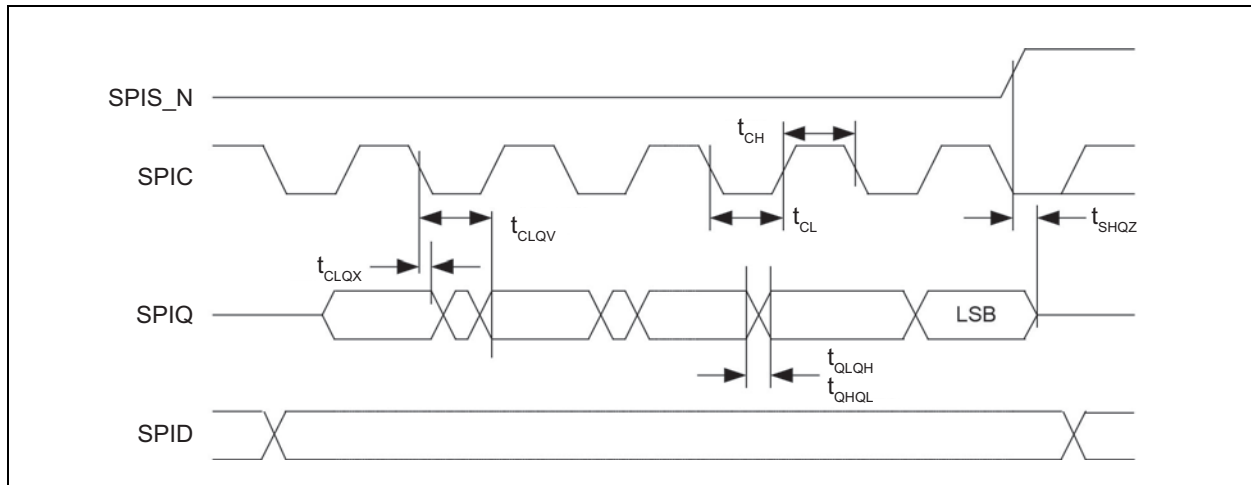 SPIS_N
t_CH
SPIC
t_CL
t_SHQZ
t_CLQV
t_CLQX
SPIQ
LSB
t_QLQH
t_QHQL
SPID